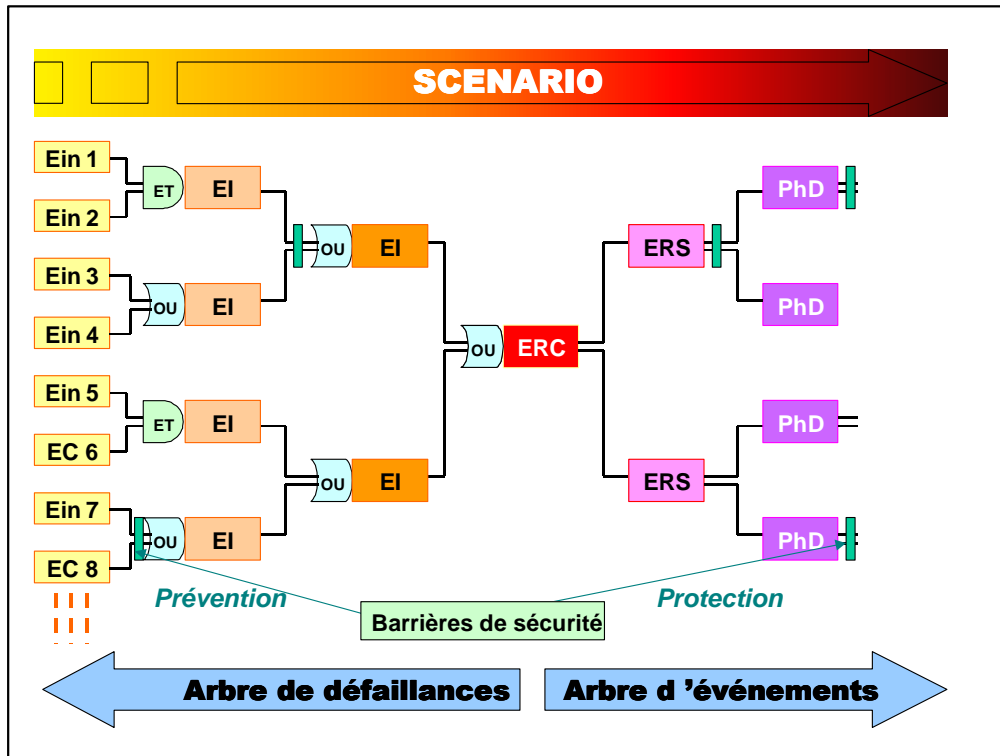 SCENARIO
Ein 1
Ein 2
ET
EI
Ein 3
Ein 4
OU
EI
OU
EI
Ein 5
EC 6
ET
EI
Ein 7
EC 8
OU
EI
OU
EI
OU
ERC
ERS
PhD
PhD
ERS
PhD
PhD
Prévention
Protection
Barrières de sécurité
Arbre de défaillances
Arbre d ’événements